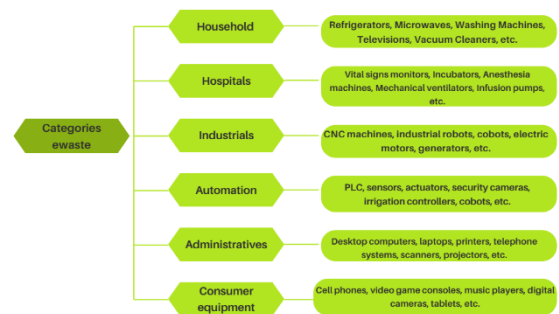 Categories
ewaste
Household
Refrigerators, Microwaves, Washing Machines,
Televisions, Vacuum Cleaners, etc.
Hospitals
Vital signs monitors, Incubators, Anesthesia
machines, Mechanical ventilators, Infusion pumps,
etc.
Industrials
CNC machines, industrial robots, cobots, electric
motors, generators, etc.
Automation
PLC, sensors, actuators, security cameras,
irrigation controllers, cobots, etc.
Administratives
Desktop computers, laptops, printers, telephone
systems, scanners, projectors, etc.
Consumer
equipment
Cell phones, video game consoles, music players, digital
cameras, tablets, etc.